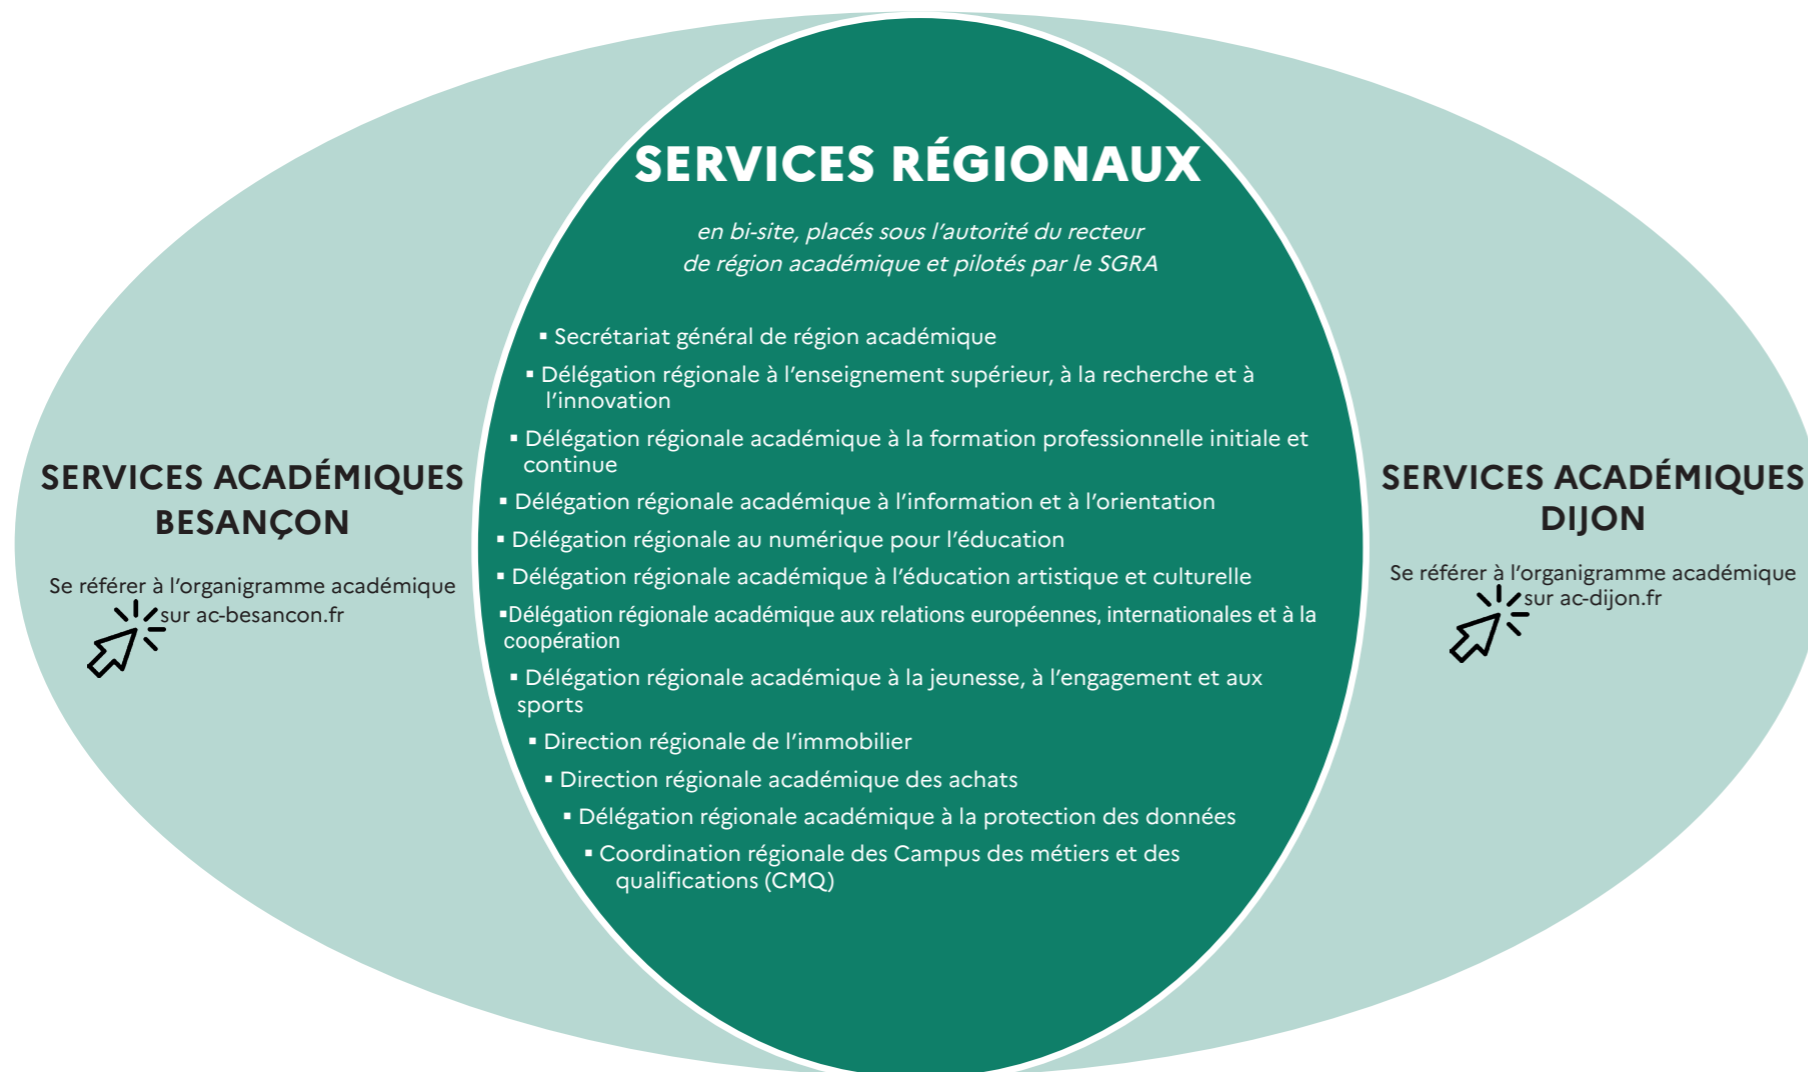 SERVICES RÉGIONAUX
en bi-site, placés sous l'autorité du recteur
de région académique et pilotés par le SGRA
▪ Secrétariat général de région académique
▪ Délégation régionale à l'enseignement supérieur, à la recherche et à
l'innovation
▪ Délégation régionale académique à la formation professionnelle initiale et
continue
▪ Délégation régionale académique à l'information et à l'orientation
▪ Délégation régionale au numérique pour l'éducation
▪ Délégation régionale académique à l'éducation artistique et culturelle
▪Délégation régionale académique aux relations européennes, internationales et à la
coopération
▪ Délégation régionale académique à la jeunesse, à l'engagement et aux
sports
▪ Direction régionale de l'immobilier
▪ Direction régionale académique des achats
▪ Délégation régionale académique à la protection des données
▪ Coordination régionale des Campus des métiers et des
qualifications (CMQ)
SERVICES ACADÉMIQUES
BESANÇON
Se référer à l'organigramme académique
sur ac-besancon.fr
SERVICES ACADÉMIQUES
DIJON
Se référer à l'organigramme académique
sur ac-dijon.fr